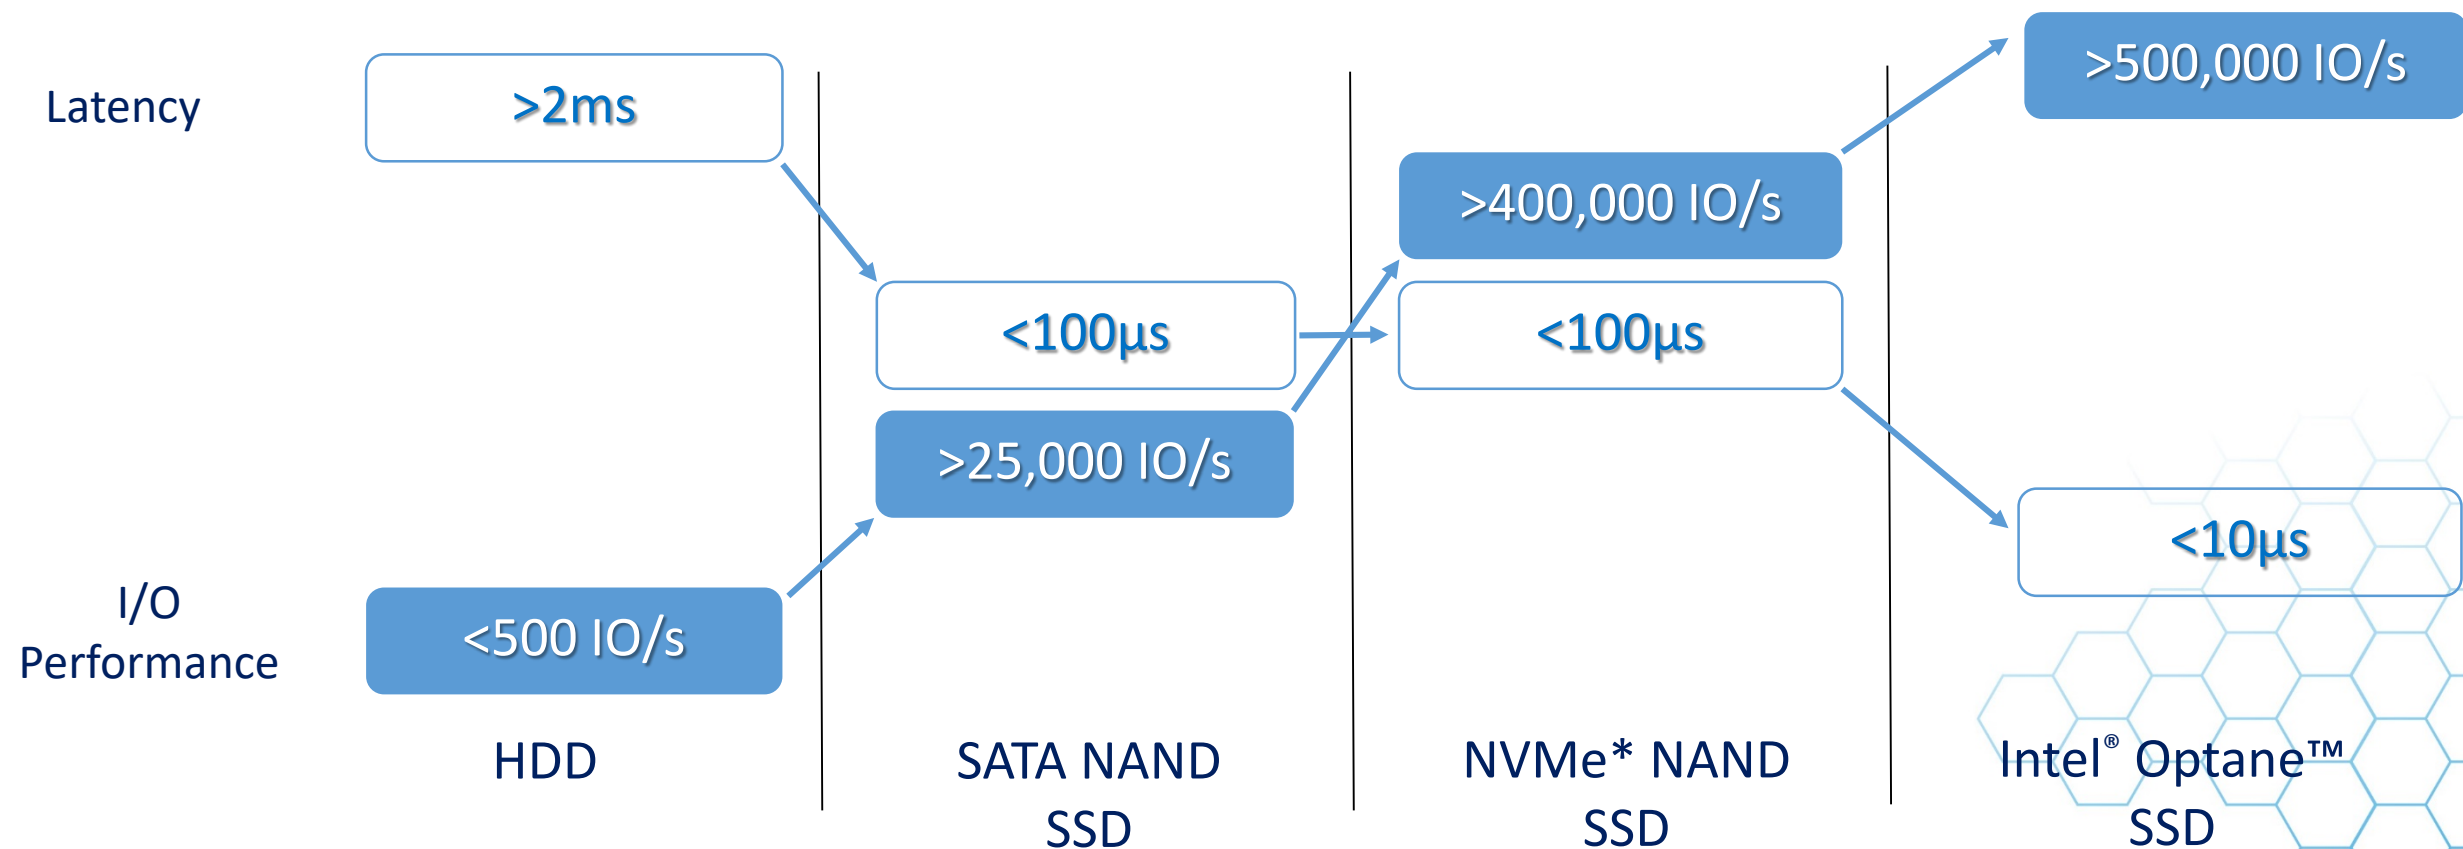 Latency
>2ms
>500,000 IO/s
>400,000 IO/s
<100µs
<100µs
>25,000 IO/s
<10µs
I/O
Performance
<500 IO/s
HDD
SATA NAND
SSD
NVMe* NAND
SSD
Intel® Optane™
SSD